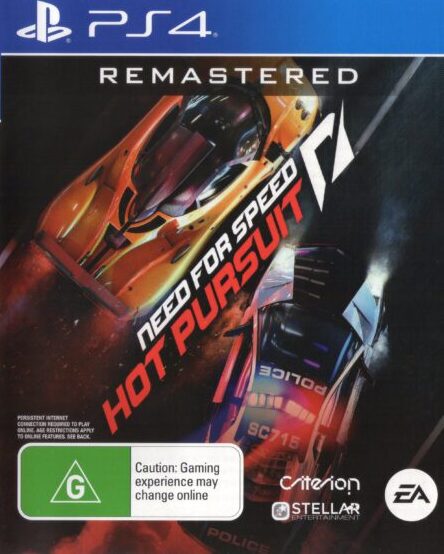 PS4
REMASTERED
NEED FOR SPEED
HOT PURSUIT
POLICE
SC715
POLICE
PERSISTENT INTERNET
CONNECTION REQUIRED TO PLAY
ONLINE. AGE RESTRICTIONS APPLY
TO ONLINE FEATURES. SEE BACK.
G
Caution: Gaming
experience may
change online
Criterion
STELLAR
ENTERTAINMENT
EA